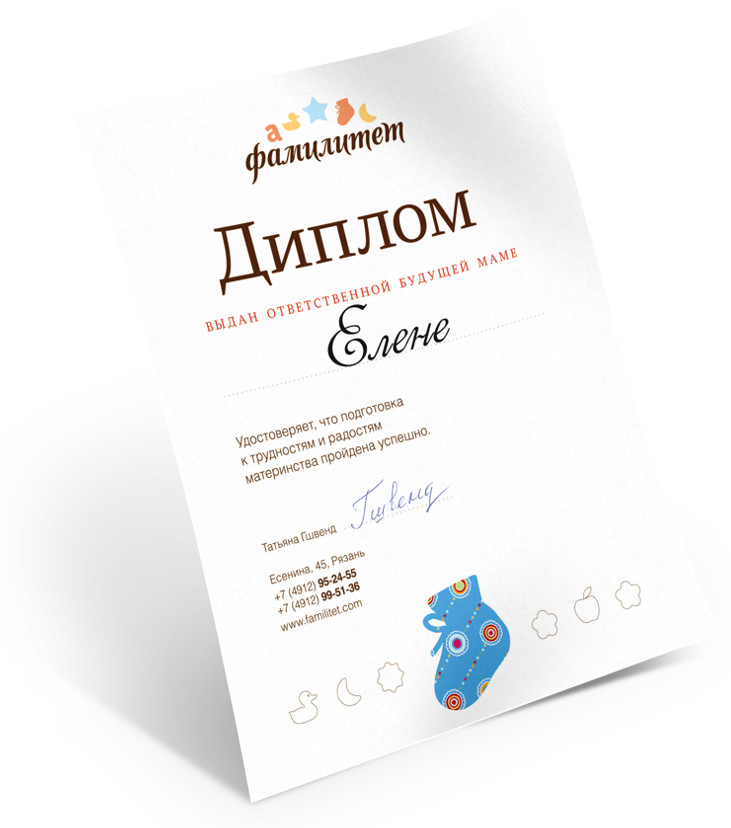 фамилитет
Диплом
ВЫДАН ОТВЕТСТВЕННОЙ БУДУЩЕЙ МАМЕ
Елене
Удостоверяет, что подготовка
к трудностям и радостям
материнства пройдена успешно.
Татьяна Гшвенд Гшвенд
Есенина, 45, Рязань
+7 (4912) 95-24-55
+7 (4912) 99-51-36
www.familitet.com